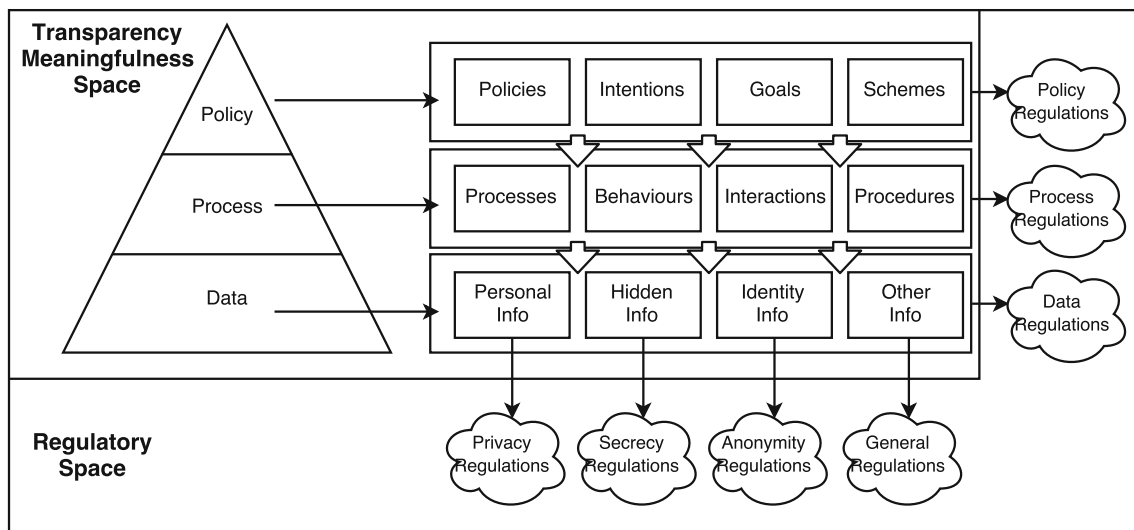 Transparency
Meaningfulness
Space
Policy
Process
Data
Policies
Intentions
Goals
Schemes
Policy
Regulations
Processes
Behaviours
Interactions
Procedures
Process
Regulations
Personal
Info
Hidden
Info
Identity
Info
Other
Info
Data
Regulations
Regulatory
Space
Privacy
Regulations
Secrecy
Regulations
Anonymity
Regulations
General
Regulations